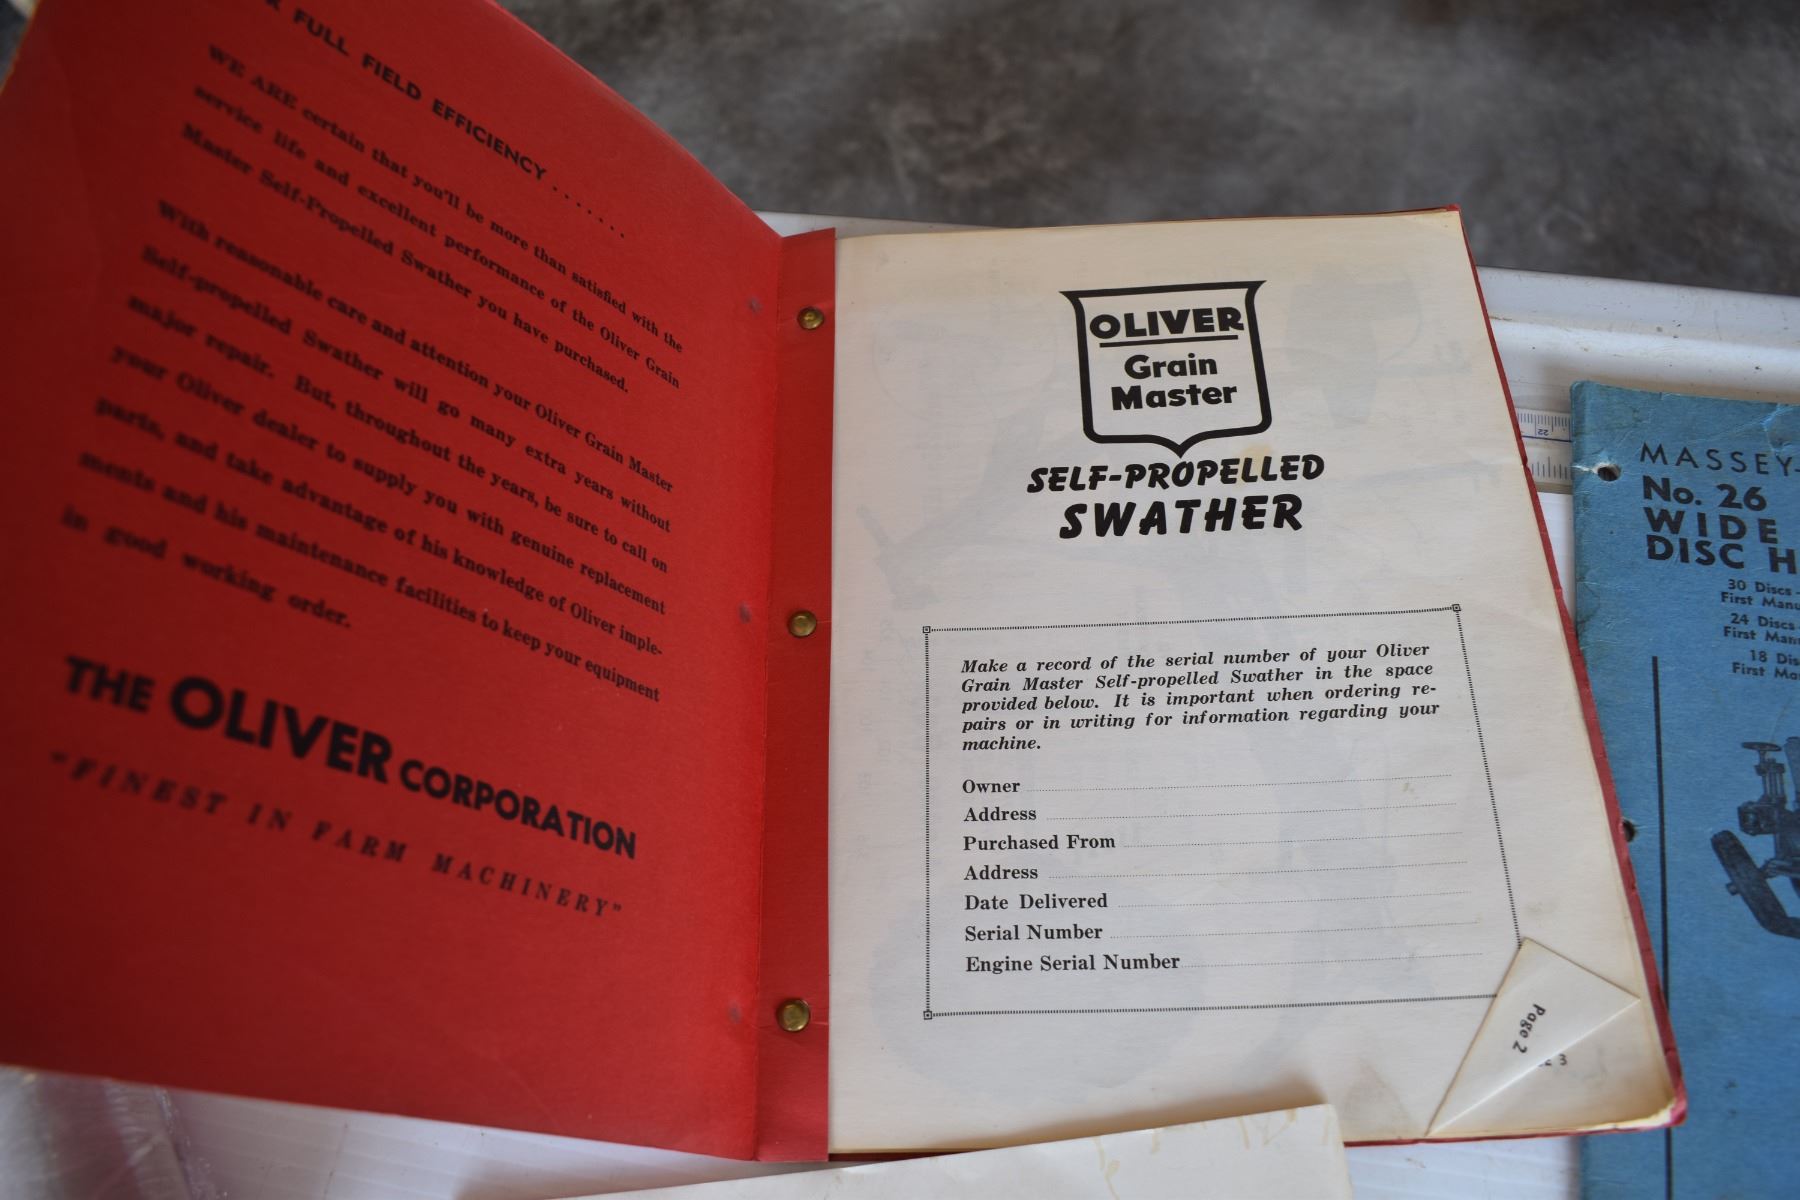 FULL FIELD EFFICIENCY . . . . . .
WE ARE certain that you'll be more than satisfied with the
service life and excellent performance of the Oliver Grain
Master Self-Propelled Swather you have purchased.
With reasonable care and attention your Oliver Grain Master
Self-propelled Swather will go many extra years without
major repair. But, throughout the years, be sure to call on
your Oliver dealer to supply you with genuine replacement
parts, and take advantage of his knowledge of Oliver imple-
ments and his maintenance facilities to keep your equipment
in good working order.
THE OLIVER CORPORATION
"FINEST IN FARM MACHINERY"
OLIVER
Grain
Master
SELF-PROPELLED
SWATHER
Make a record of the serial number of your Oliver
Grain Master Self-propelled Swather in the space
provided below. It is important when ordering re-
pairs or in writing for information regarding your
machine.
Owner
Address
Purchased From
Address
Date Delivered
Serial Number
Engine Serial Number
Page 2
3
22
MASSEY-
No. 26
WIDE
DISC H
30 Discs
First Manu
24 Discs
First Man
18 Dis
First Ma